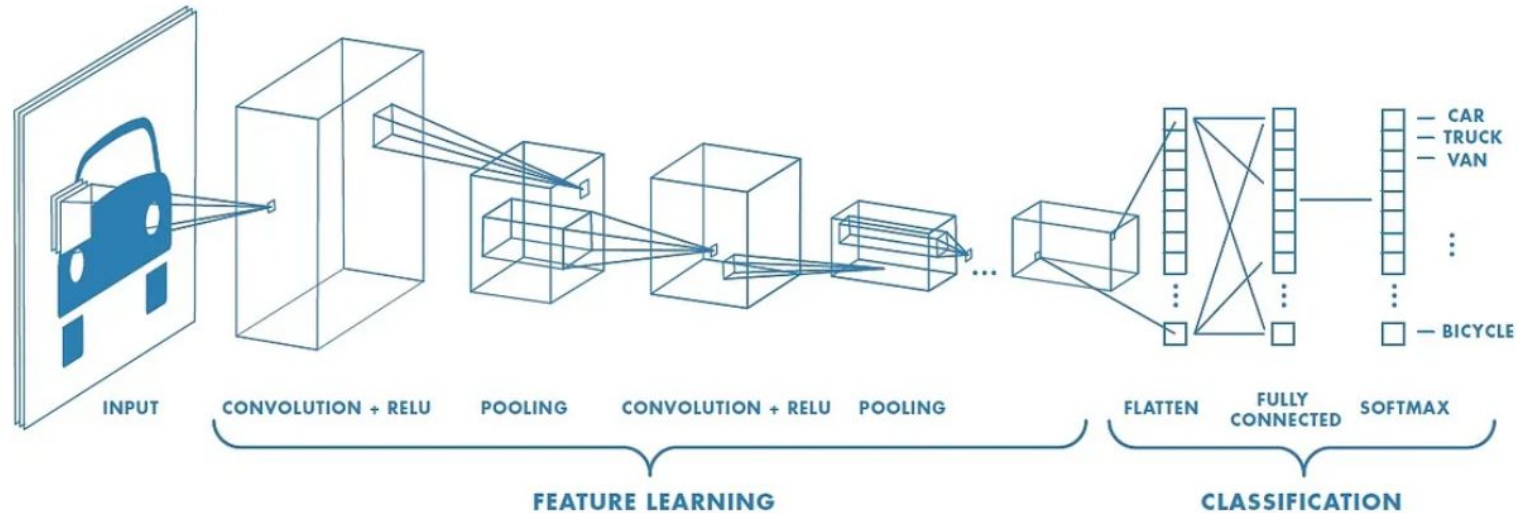 CAR
TRUCK
VAN
BICYCLE
INPUT
CONVOLUTION + RELU
POOLING
CONVOLUTION + RELU
POOLING
FLATTEN
FULLY
CONNECTED
SOFTMAX
FEATURE LEARNING
CLASSIFICATION